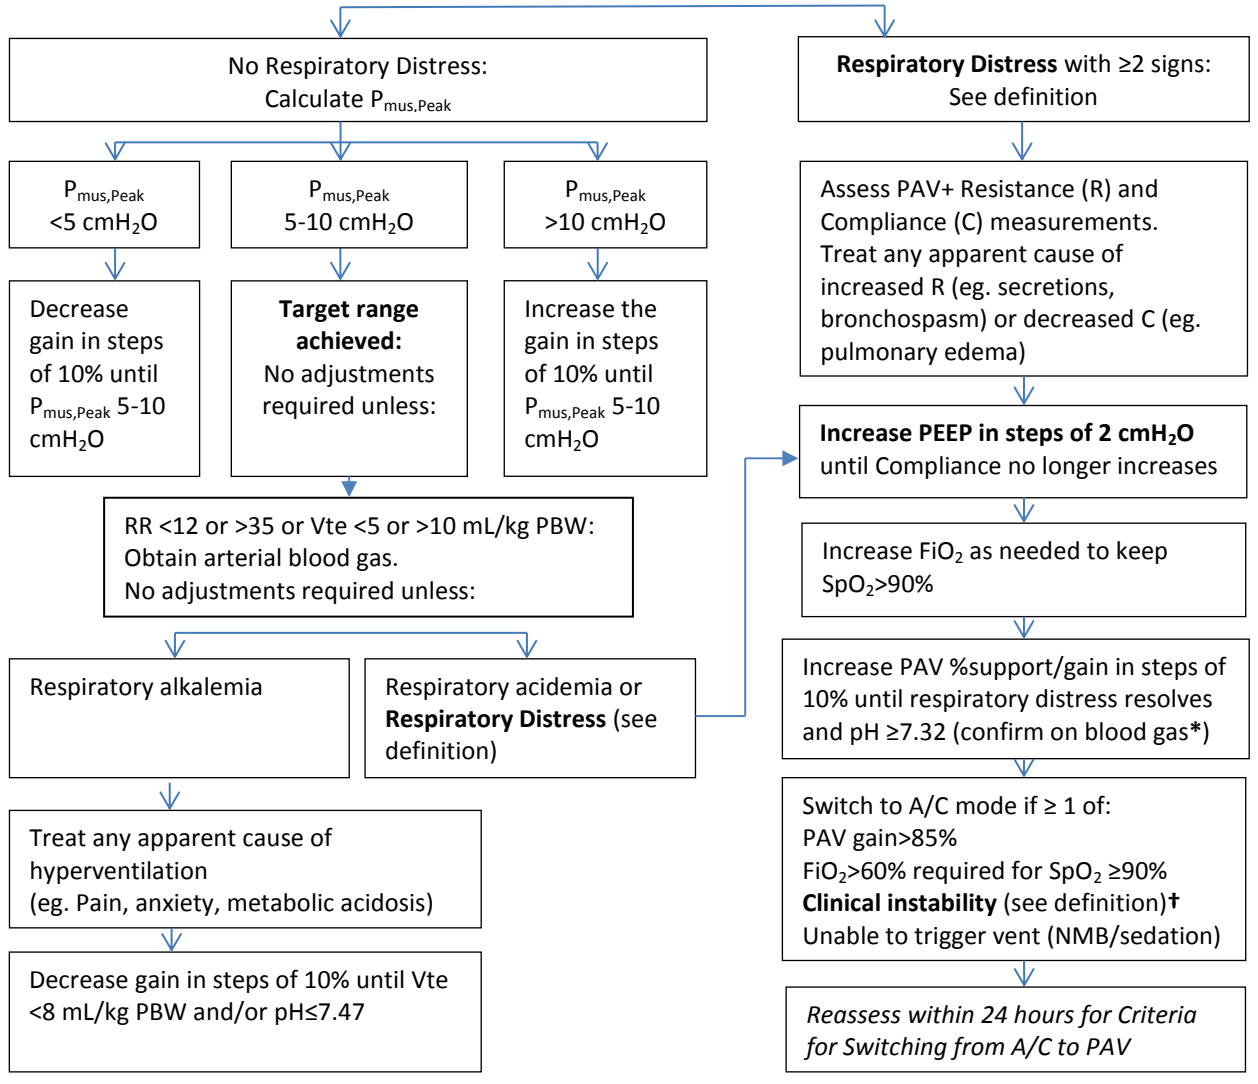 No Respiratory Distress:
Calculate Pmus,Peak
Respiratory Distress with ≥2 signs:
See definition
Pmus,Peak
<5 cmH2O
Pmus,Peak
5-10 cmH2O
Pmus,Peak
>10 cmH2O
Decrease
gain in steps
of 10% until
Pmus,Peak 5-10
cmH2O
Target range
achieved:
No adjustments
required unless:
Increase the
gain in steps
of 10% until
Pmus,Peak 5-10
cmH2O
RR <12 or >35 or Vte <5 or >10 mL/kg PBW:
Obtain arterial blood gas.
No adjustments required unless:
Respiratory alkalemia
Respiratory acidemia or
Respiratory Distress (see
definition)
Treat any apparent cause of
hyperventilation
(eg. Pain, anxiety, metabolic acidosis)
Decrease gain in steps of 10% until Vte
<8 mL/kg PBW and/or pH≤7.47
Assess PAV+ Resistance (R) and
Compliance (C) measurements.
Treat any apparent cause of
increased R (eg. secretions,
bronchospasm) or decreased C (eg.
pulmonary edema)
Increase PEEP in steps of 2 cmH2O
until Compliance no longer increases
Increase FiO2 as needed to keep
SpO2>90%
Increase PAV %support/gain in steps of
10% until respiratory distress resolves
and pH ≥7.32 (confirm on blood gas*)
Switch to A/C mode if ≥ 1 of:
PAV gain>85%
FiO2>60% required for SpO2 ≥90%
Clinical instability (see definition)†
Unable to trigger vent (NMB/sedation)
Reassess within 24 hours for Criteria
for Switching from A/C to PAV